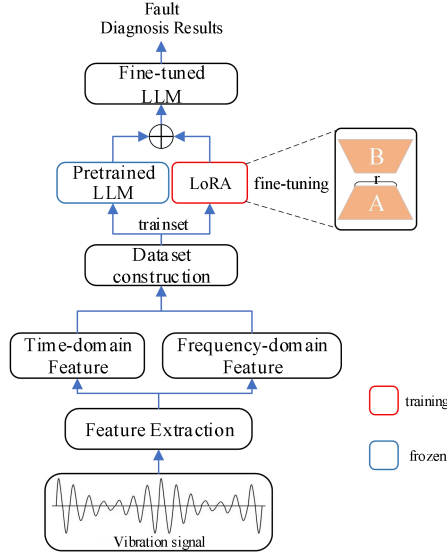 Fault
Diagnosis Results
Fine-tuned
LLM
Pretrained
LLM
LoRA
fine-tuning
B
r
A
trainset
Dataset
construction
Time-domain
Feature
Frequency-domain
Feature
training
Feature Extraction
frozen
Vibration signal